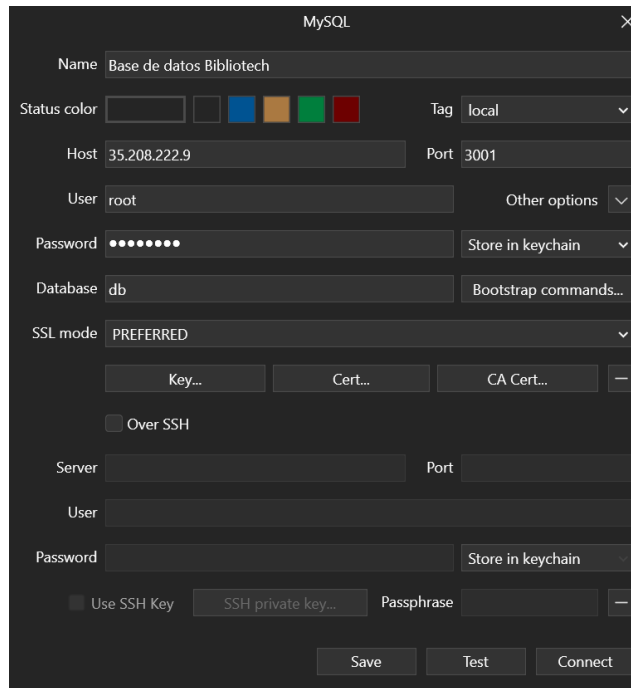 MySQL
Name Base de datos Bibliotech
Status color Tag local
Host 35.208.222.9 Port 3001
User root Other options
Password ●●●●●●●● Store in keychain
Database db Bootstrap commands...
SSL mode PREFERRED
Key... Cert... CA Cert...
Over SSH
Server Port
User
Password Store in keychain
Use SSH Key SSH private key... Passphrase
Save Test Connect